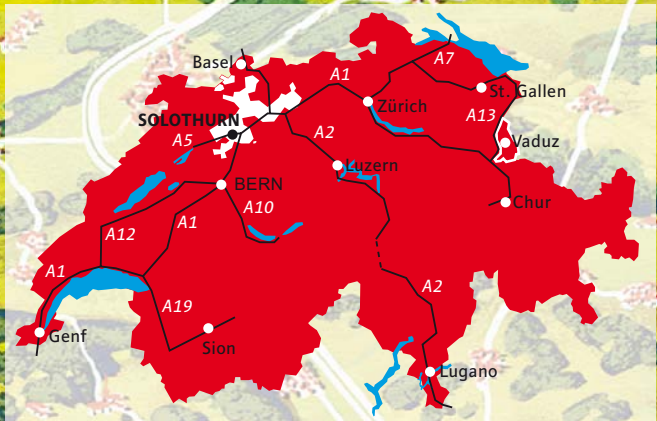 Basel
A1
A7
St. Gallen
Zürich
SOLOTHURN
A13
A5
A2
Vaduz
Luzern
BERN
Chur
A1
A10
A12
A1
A2
A19
Genf
Sion
Lugano